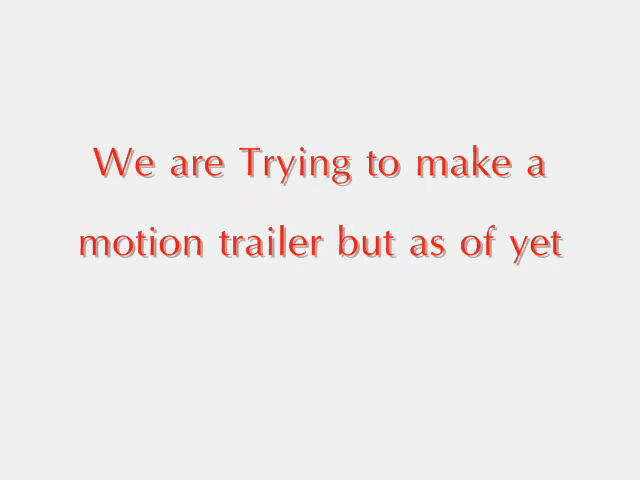 We are Trying to make a
motion trailer but as of yet